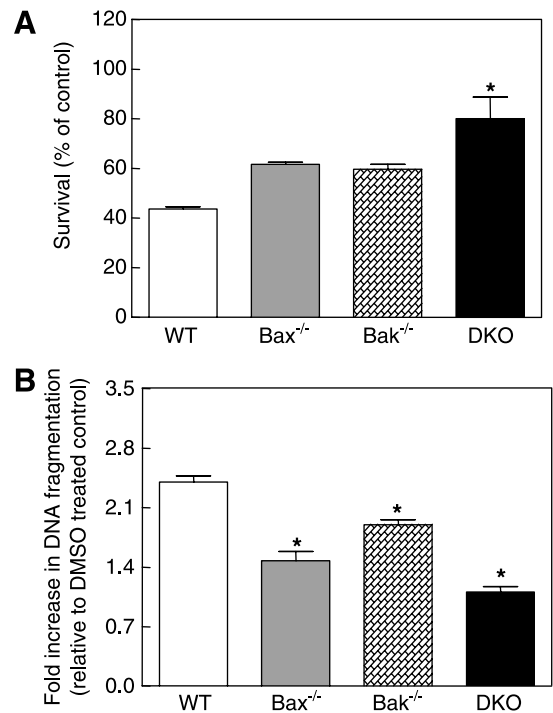 A
Survival (% of control)
120
100
80
60
40
20
0
*
WT
Bax-/-
Bak-/-
DKO
B
Fold increase in DNA fragmentation
(relative to DMSO treated control)
3.5
2.8
2.1
1.4
0.7
0.0
*
*
*
WT
Bax-/-
Bak-/-
DKO